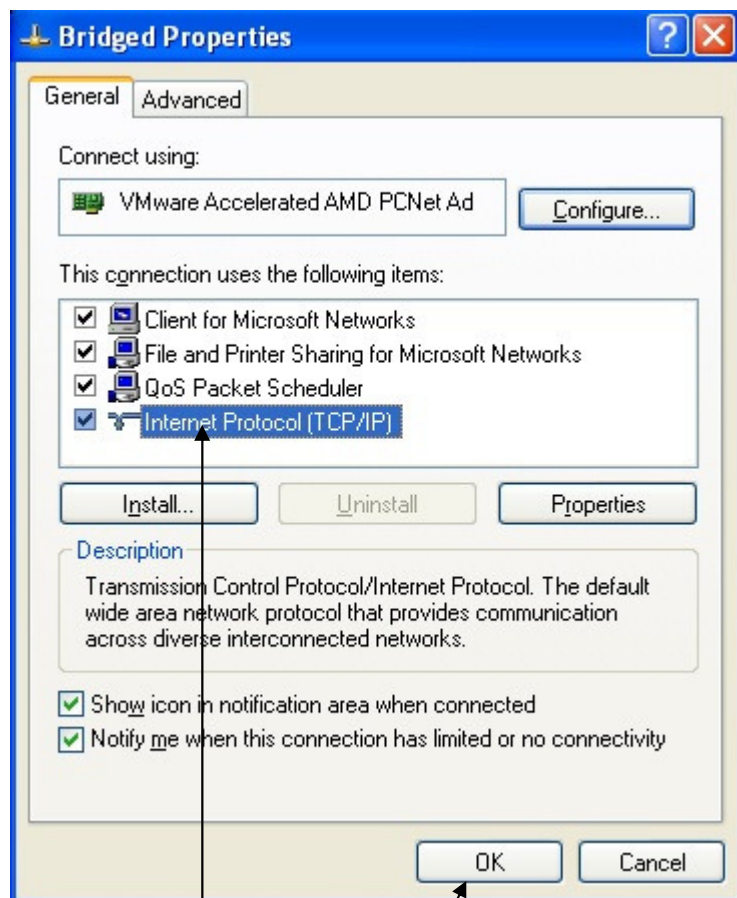 Bridged Properties
General Advanced
Connect using:
VMware Accelerated AMD PCNet Ad
Configure...
This connection uses the following items:
Client for Microsoft Networks
File and Printer Sharing for Microsoft Networks
QoS Packet Scheduler
Internet Protocol (TCP/IP)
Install... Uninstall Properties
Description
Transmission Control Protocol/Internet Protocol. The default
wide area network protocol that provides communication
across diverse interconnected networks.
Show icon in notification area when connected
Notify me when this connection has limited or no connectivity
OK Cancel